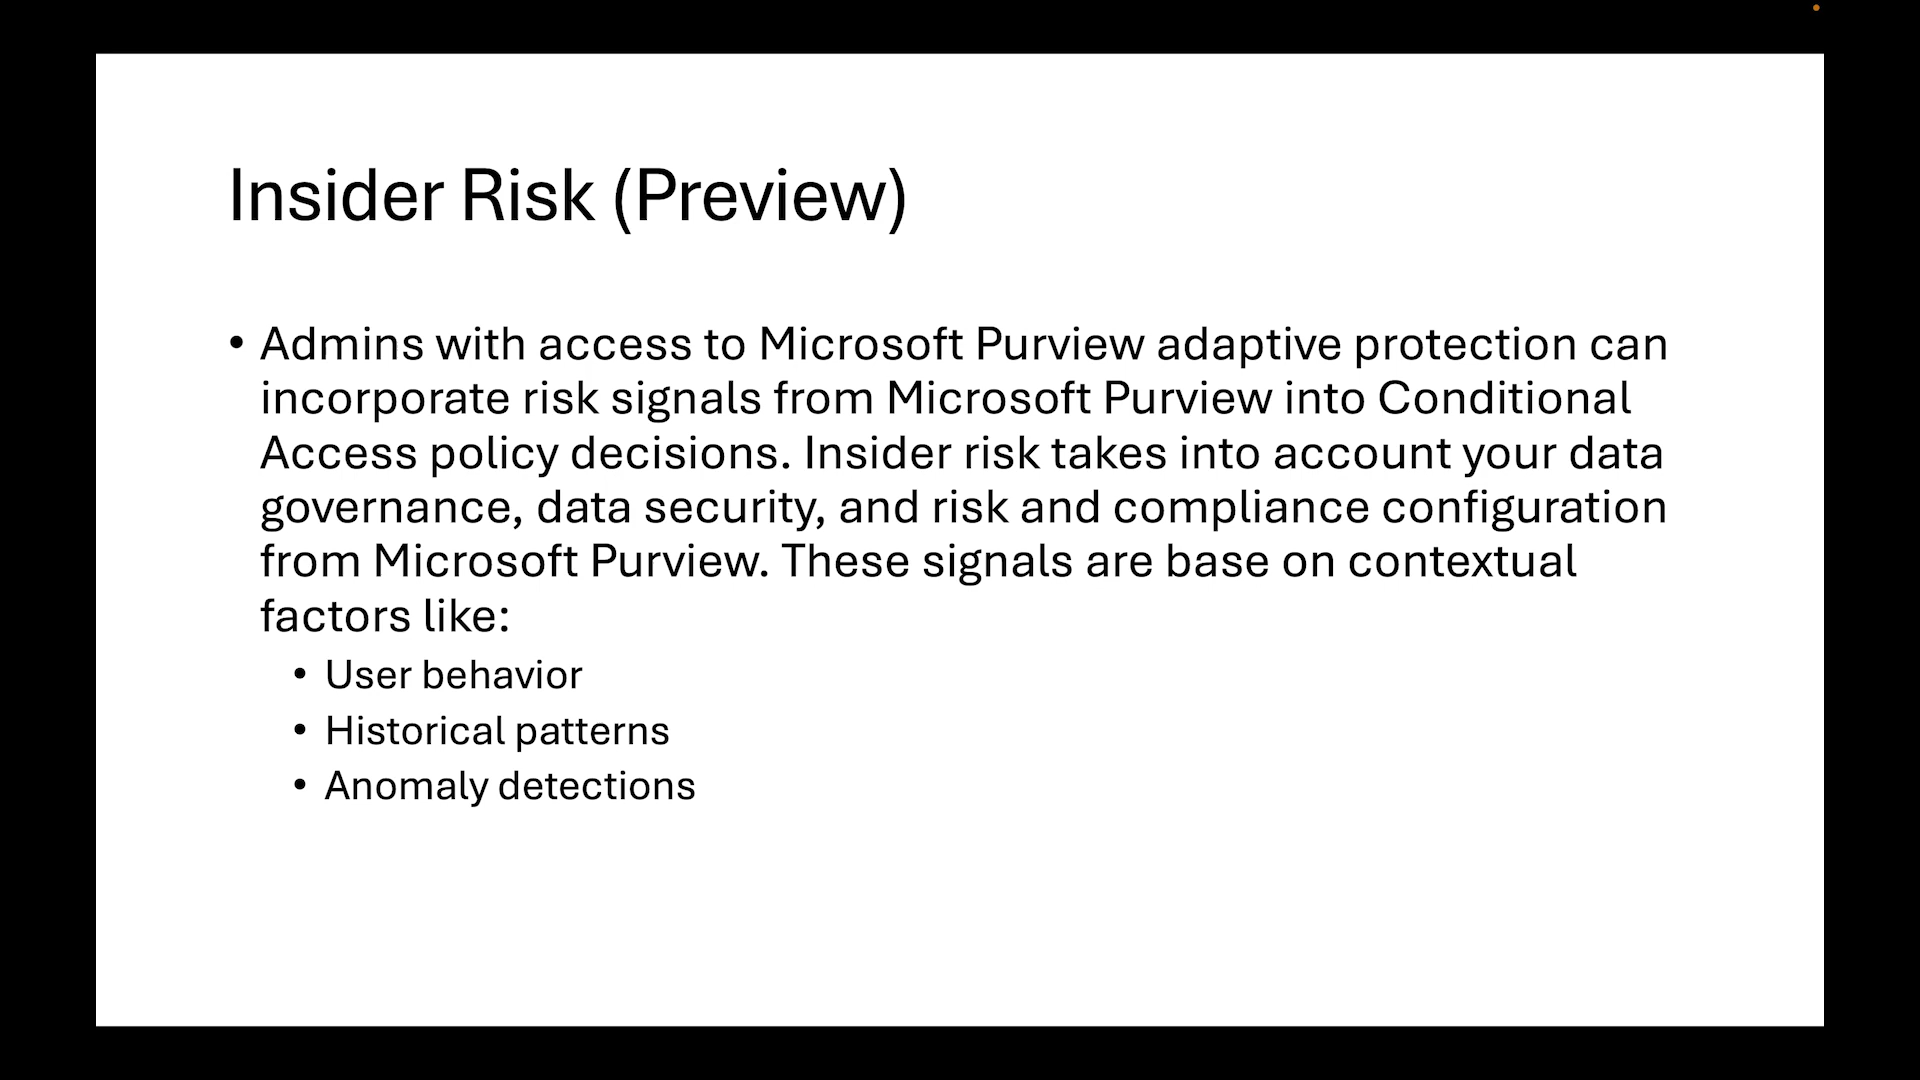 Insider Risk (Preview)
• Admins with access to Microsoft Purview adaptive protection can
incorporate risk signals from Microsoft Purview into Conditional
Access policy decisions. Insider risk takes into account your data
governance, data security, and risk and compliance configuration
from Microsoft Purview. These signals are base on contextual
factors like:
• User behavior
• Historical patterns
• Anomaly detections